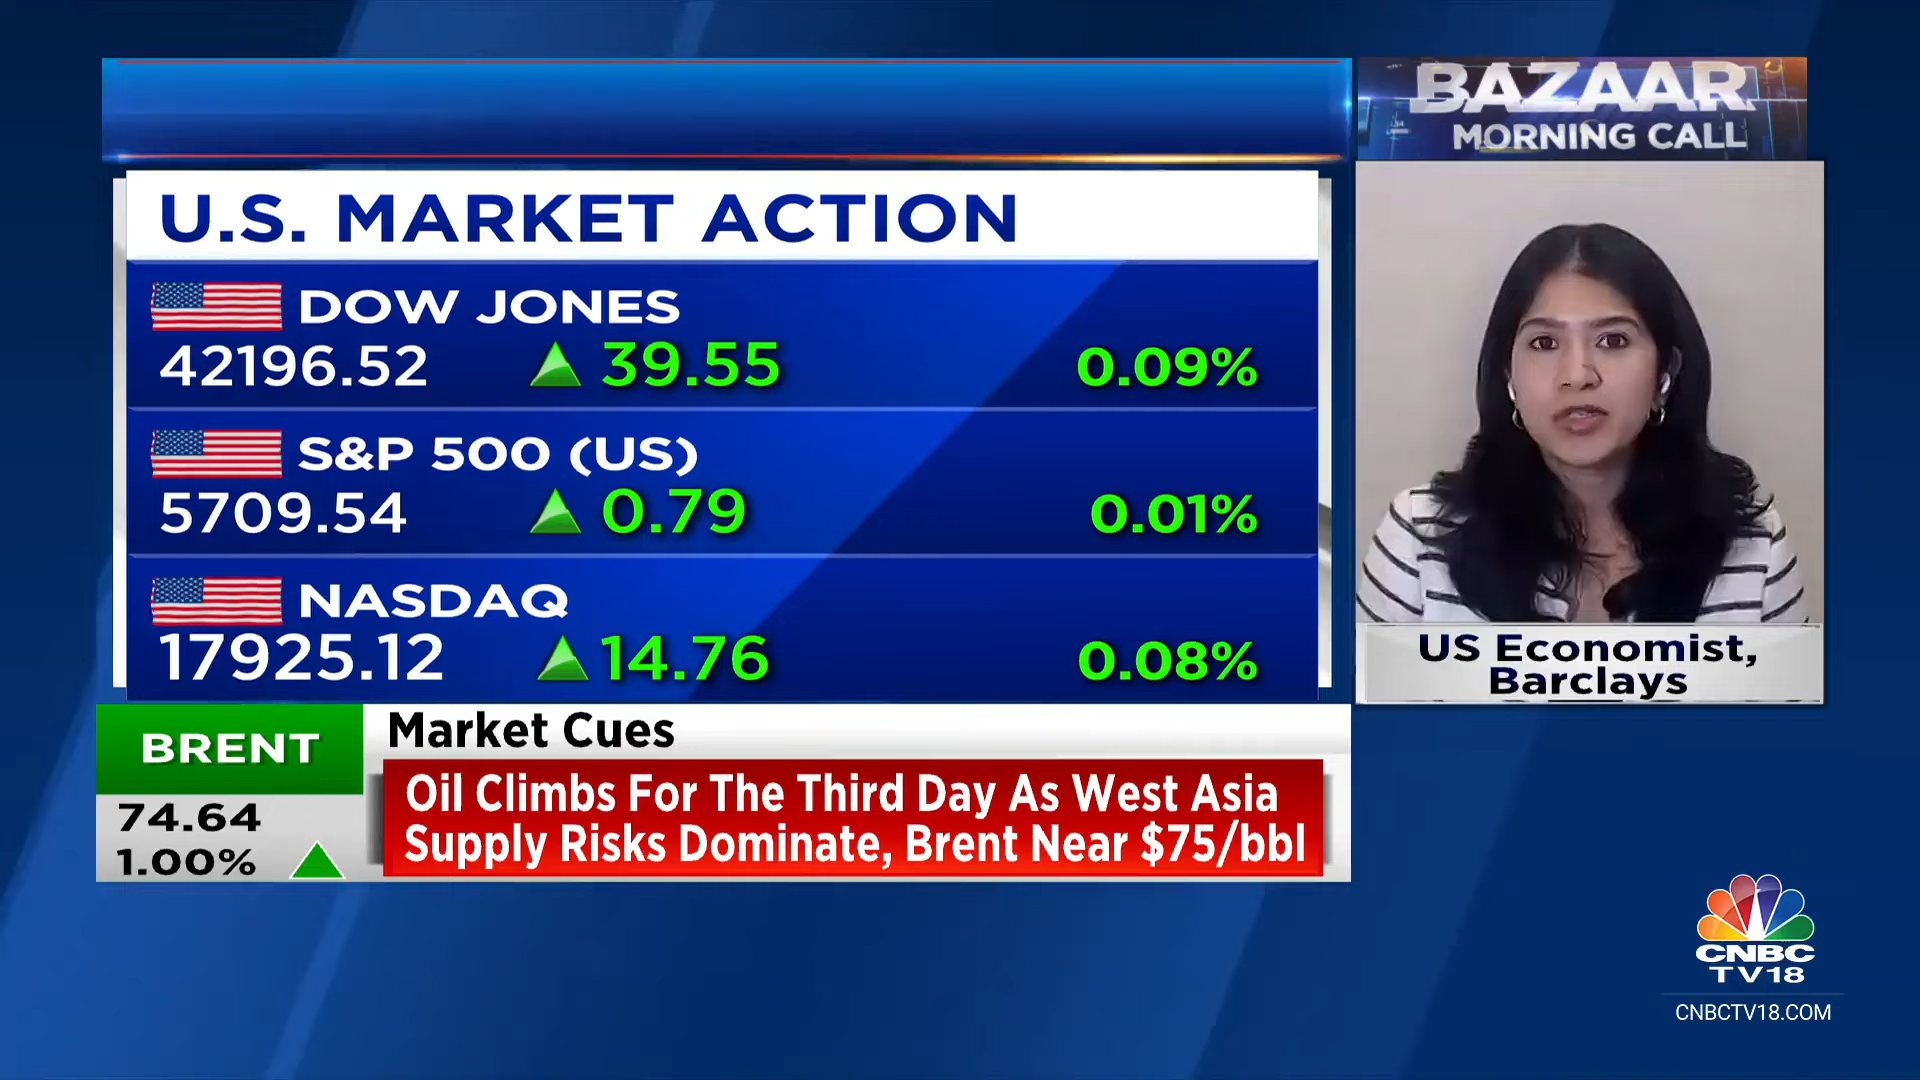 BAZAAR
MORNING CALL
U.S. MARKET ACTION
DOW JONES
42196.52 39.55 0.09%
S&P 500 (US)
5709.54 0.79 0.01%
NASDAQ
17925.12 14.76 0.08%
US Economist,
Barclays
BRENT
74.64
1.00%
Market Cues
Oil Climbs For The Third Day As West Asia
Supply Risks Dominate, Brent Near $75/bbl
CNBC
TV18
CNBCTV18.COM